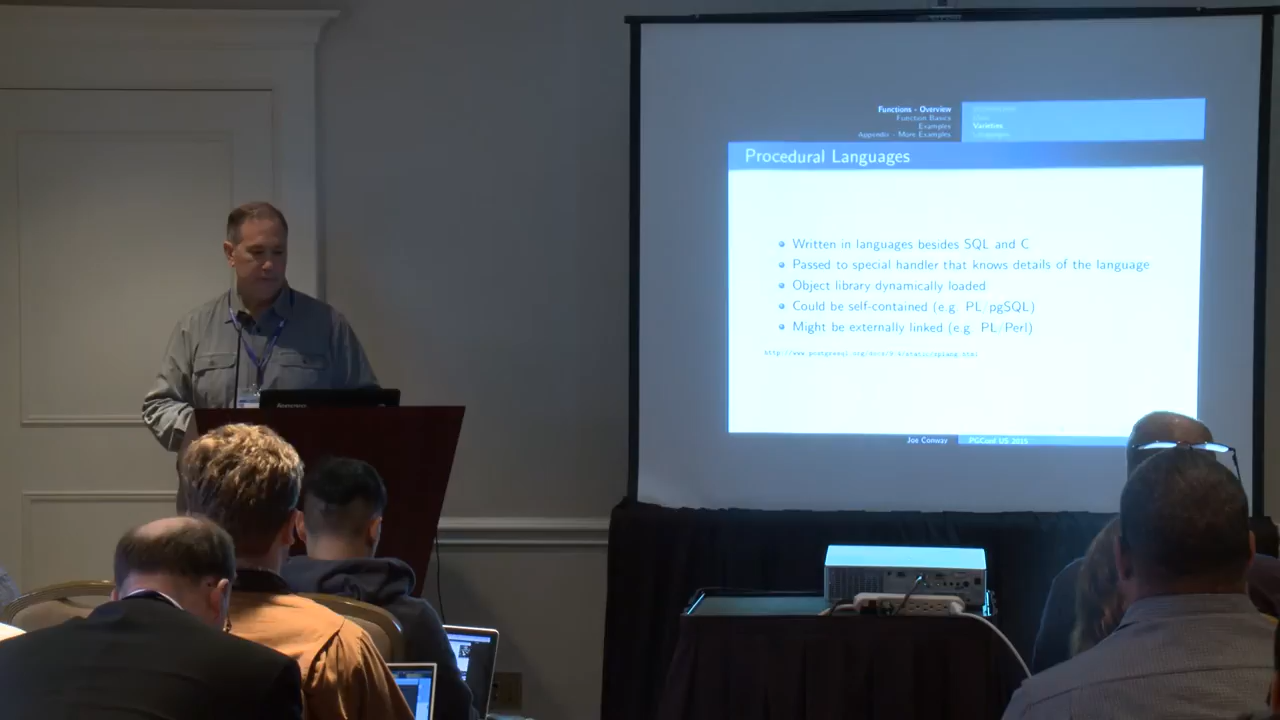 Functions - Overview
Function Basics
Examples
Varieties
Appendix - More Examples
Procedural Languages
Written in languages besides SQL and C
Passed to special handler that knows details of the language
Object library dynamically loaded
Could be self-contained (e.g. PL/pgSQL)
Might be externally linked (e.g. PL/Perl)
Joe Conway
PGConf US 2015